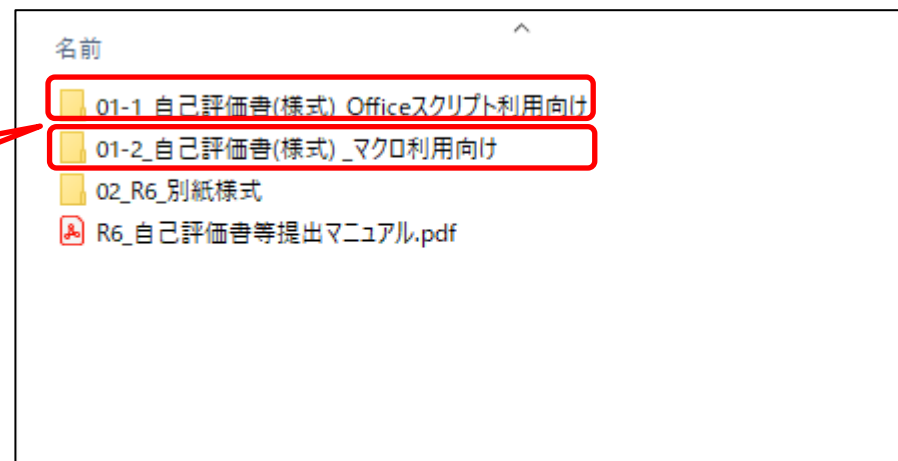 名前
01-1_自己評価書(様式)_Officeスクリプト利用向け
01-2_自己評価書(様式)_マクロ利用向け
02_R6_別紙様式
R6_自己評価書等提出マニュアル.pdf